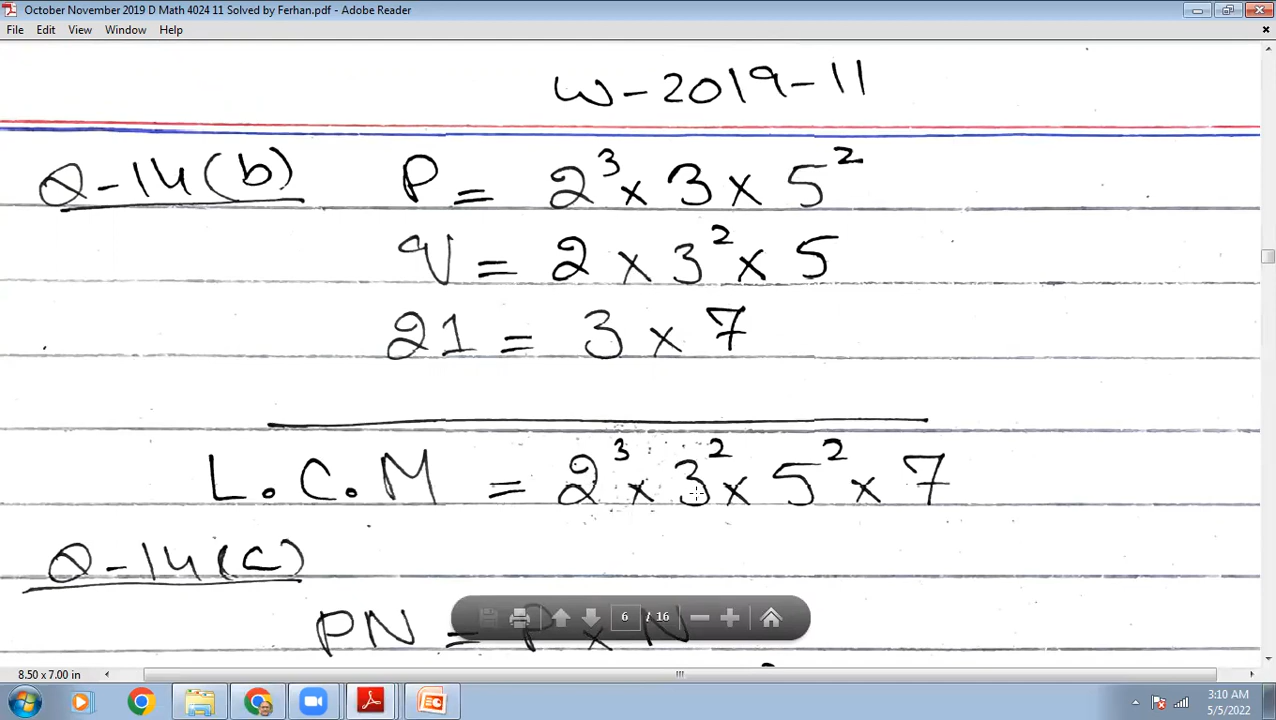 October November 2019 D Math 4024 11 Solved by Ferhan.pdf - Adobe Reader
File Edit View Window Help
W-2019-11
Q-14(b) P = 2³ x 3 x 5²
q = 2 x 3² x 5
21 = 3 x 7
L.C.M = 2³ x 3² x 5² x 7
Q-14(c)
PN = P x N
6 / 16
8.50 x 7.00 in
3:10 AM
5/5/2022